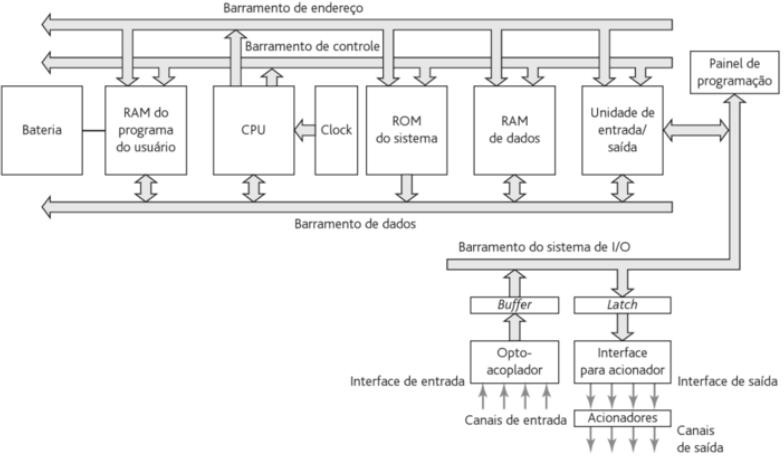 Barramento de endereço
Barramento de controle
Painel de
programação
Bateria
RAM do
programa
do usuário
CPU
Clock
ROM
do sistema
RAM
de dados
Unidade de
entrada/
saída
Barramento de dados
Barramento do sistema de I/O
Buffer
Latch
Opto-
acoplador
Interface
para acionador
Interface de entrada
Interface de saída
Canais de entrada
Acionadores
Canais
de saída